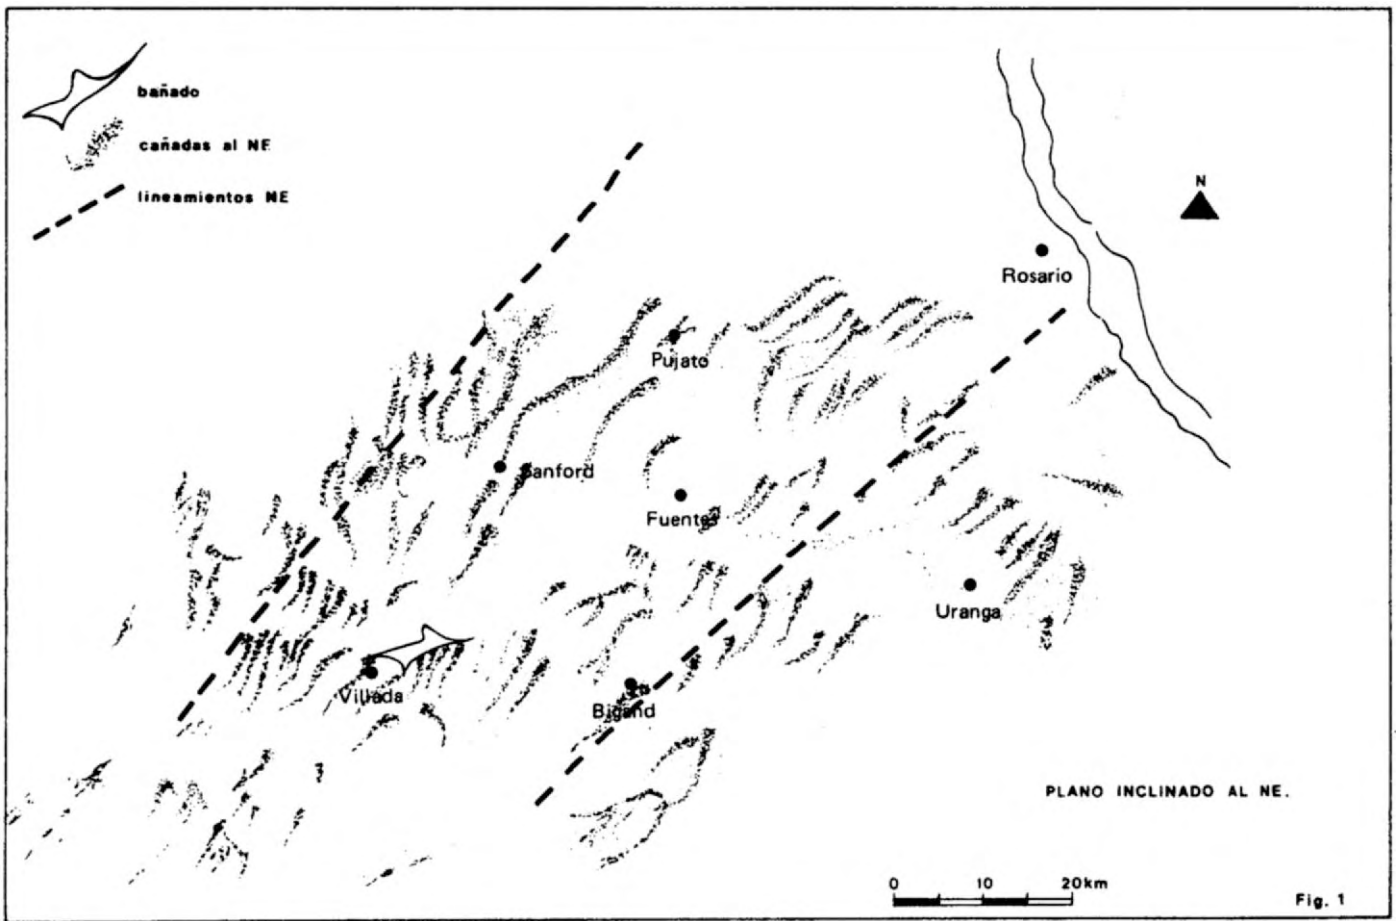 bañado
cañadas al NE
lineamientos NE
N
Rosario
Pujato
Sanford
Fuentes
Uranga
Villada
Bigand
PLANO INCLINADO AL NE.
0 10 20km
Fig. 1